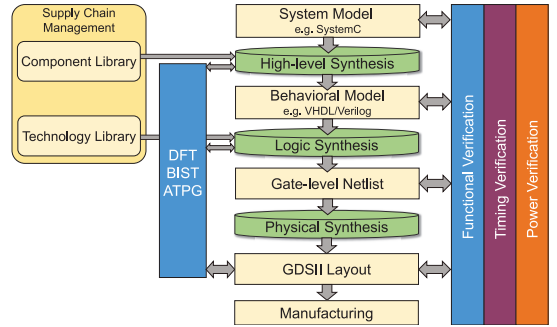 Supply Chain
Management
Component Library
Technology Library
DFT
BIST
ATPG
System Model
e.g. SystemC
High-level Synthesis
Behavioral Model
e.g. VHDL/Verilog
Logic Synthesis
Gate-level Netlist
Physical Synthesis
GDSII Layout
Manufacturing
Functional Verification
Timing Verification
Power Verification